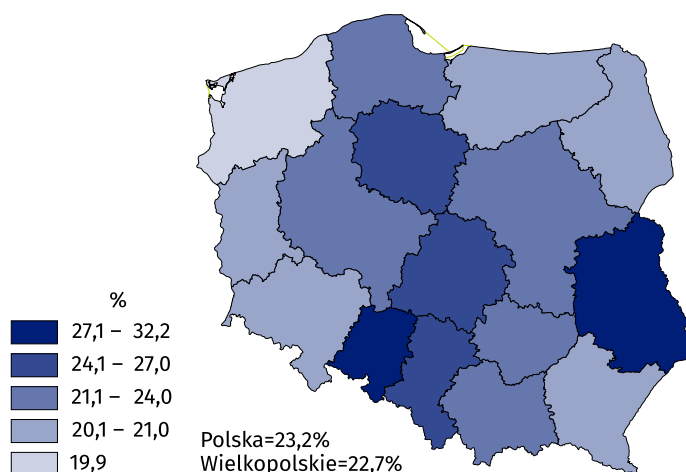 %
27,1 – 32,2
24,1 – 27,0
21,1 – 24,0
20,1 – 21,0
19,9
Polska=23,2%
Wielkopolskie=22,7%